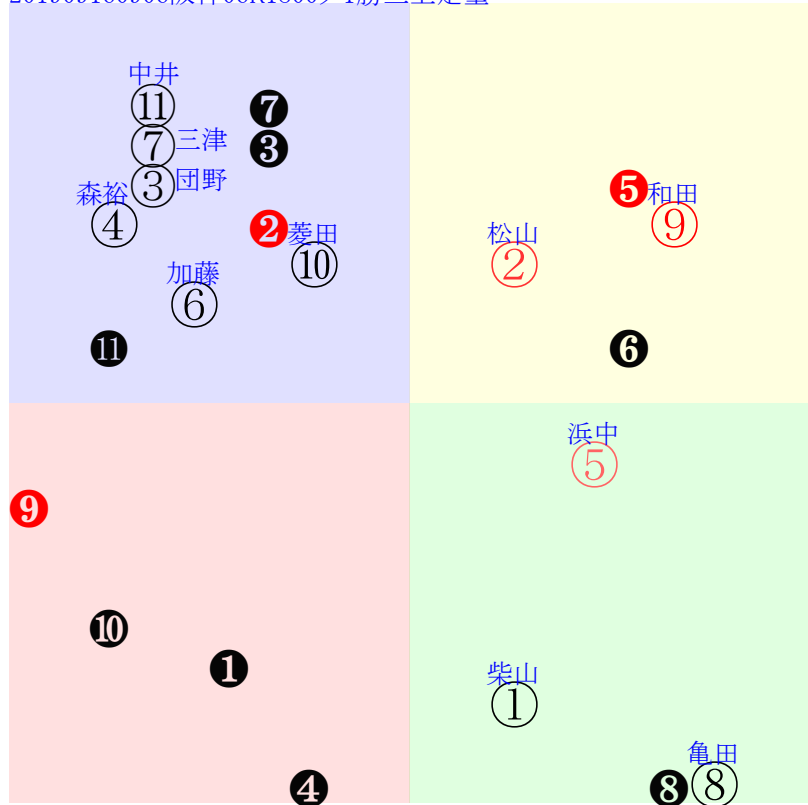 中井
⑪ ❼
⑦ 三津 ❸
③ 団野
森裕 ④
❷ 菱田 ⑩
加藤 ⑥
⓫
❺ 和田 ⑨
松山 ②
❻
浜中 ⑤
❾
❿
❶
❹
柴山 ①
亀田 ⑧
❽